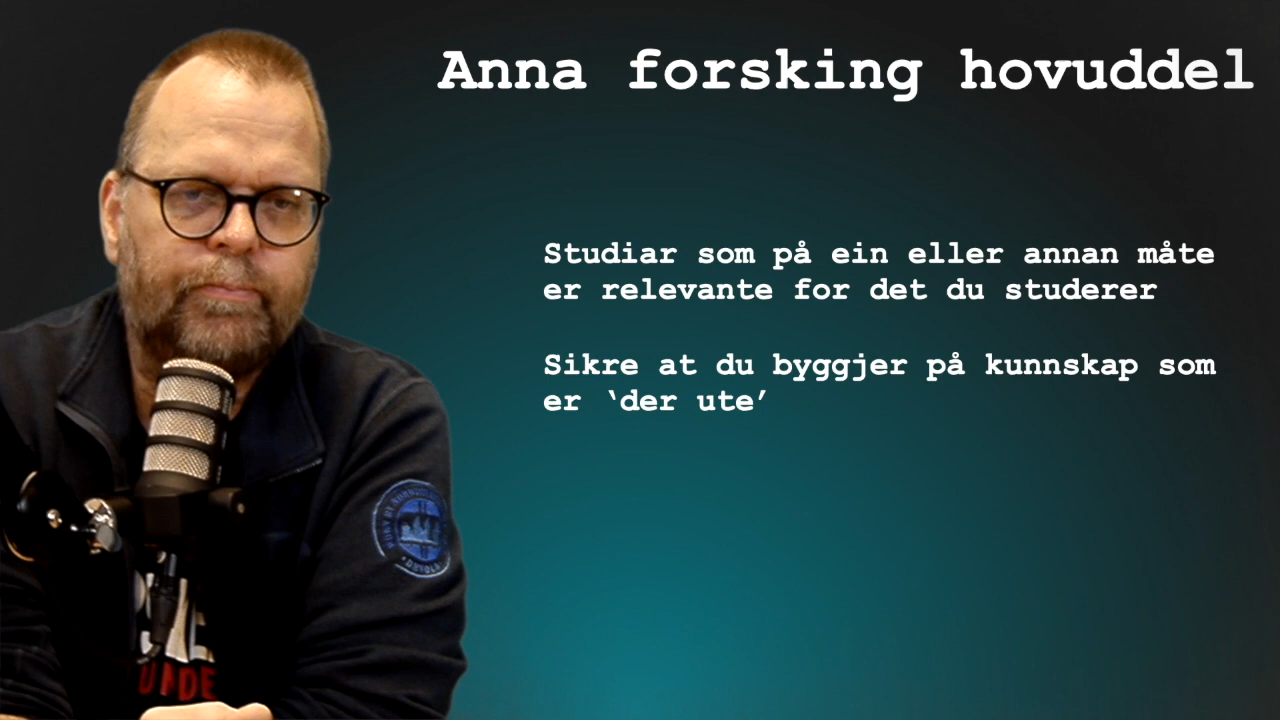 Anna forsking hovuddel
Studiar som på ein eller annan måte
er relevante for det du studerer
Sikre at du byggjer på kunnskap som
er ‘der ute’